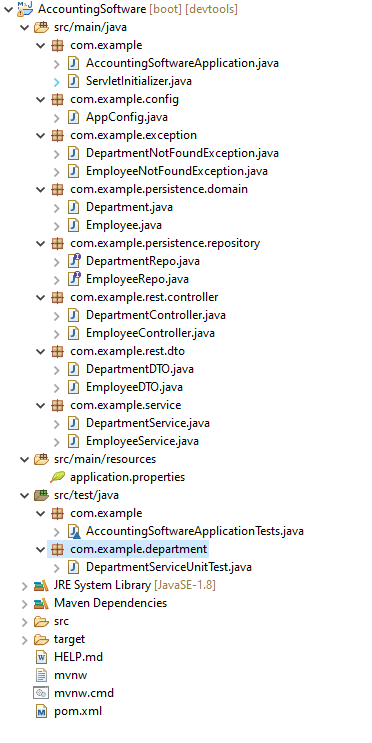 AccountingSoftware [boot] [devtools]
src/main/java
com.example
AccountingSoftwareApplication.java
ServletInitializer.java
com.example.config
AppConfig.java
com.example.exception
DepartmentNotFoundException.java
EmployeeNotFoundException.java
com.example.persistence.domain
Department.java
Employee.java
com.example.persistence.repository
DepartmentRepo.java
EmployeeRepo.java
com.example.rest.controller
DepartmentController.java
EmployeeController.java
com.example.rest.dto
DepartmentDTO.java
EmployeeDTO.java
com.example.service
DepartmentService.java
EmployeeService.java
src/main/resources
application.properties
src/test/java
com.example
AccountingSoftwareApplicationTests.java
com.example.department
DepartmentServiceUnitTest.java
JRE System Library [JavaSE-1.8]
Maven Dependencies
src
target
HELP.md
mvnw
mvnw.cmd
pom.xml